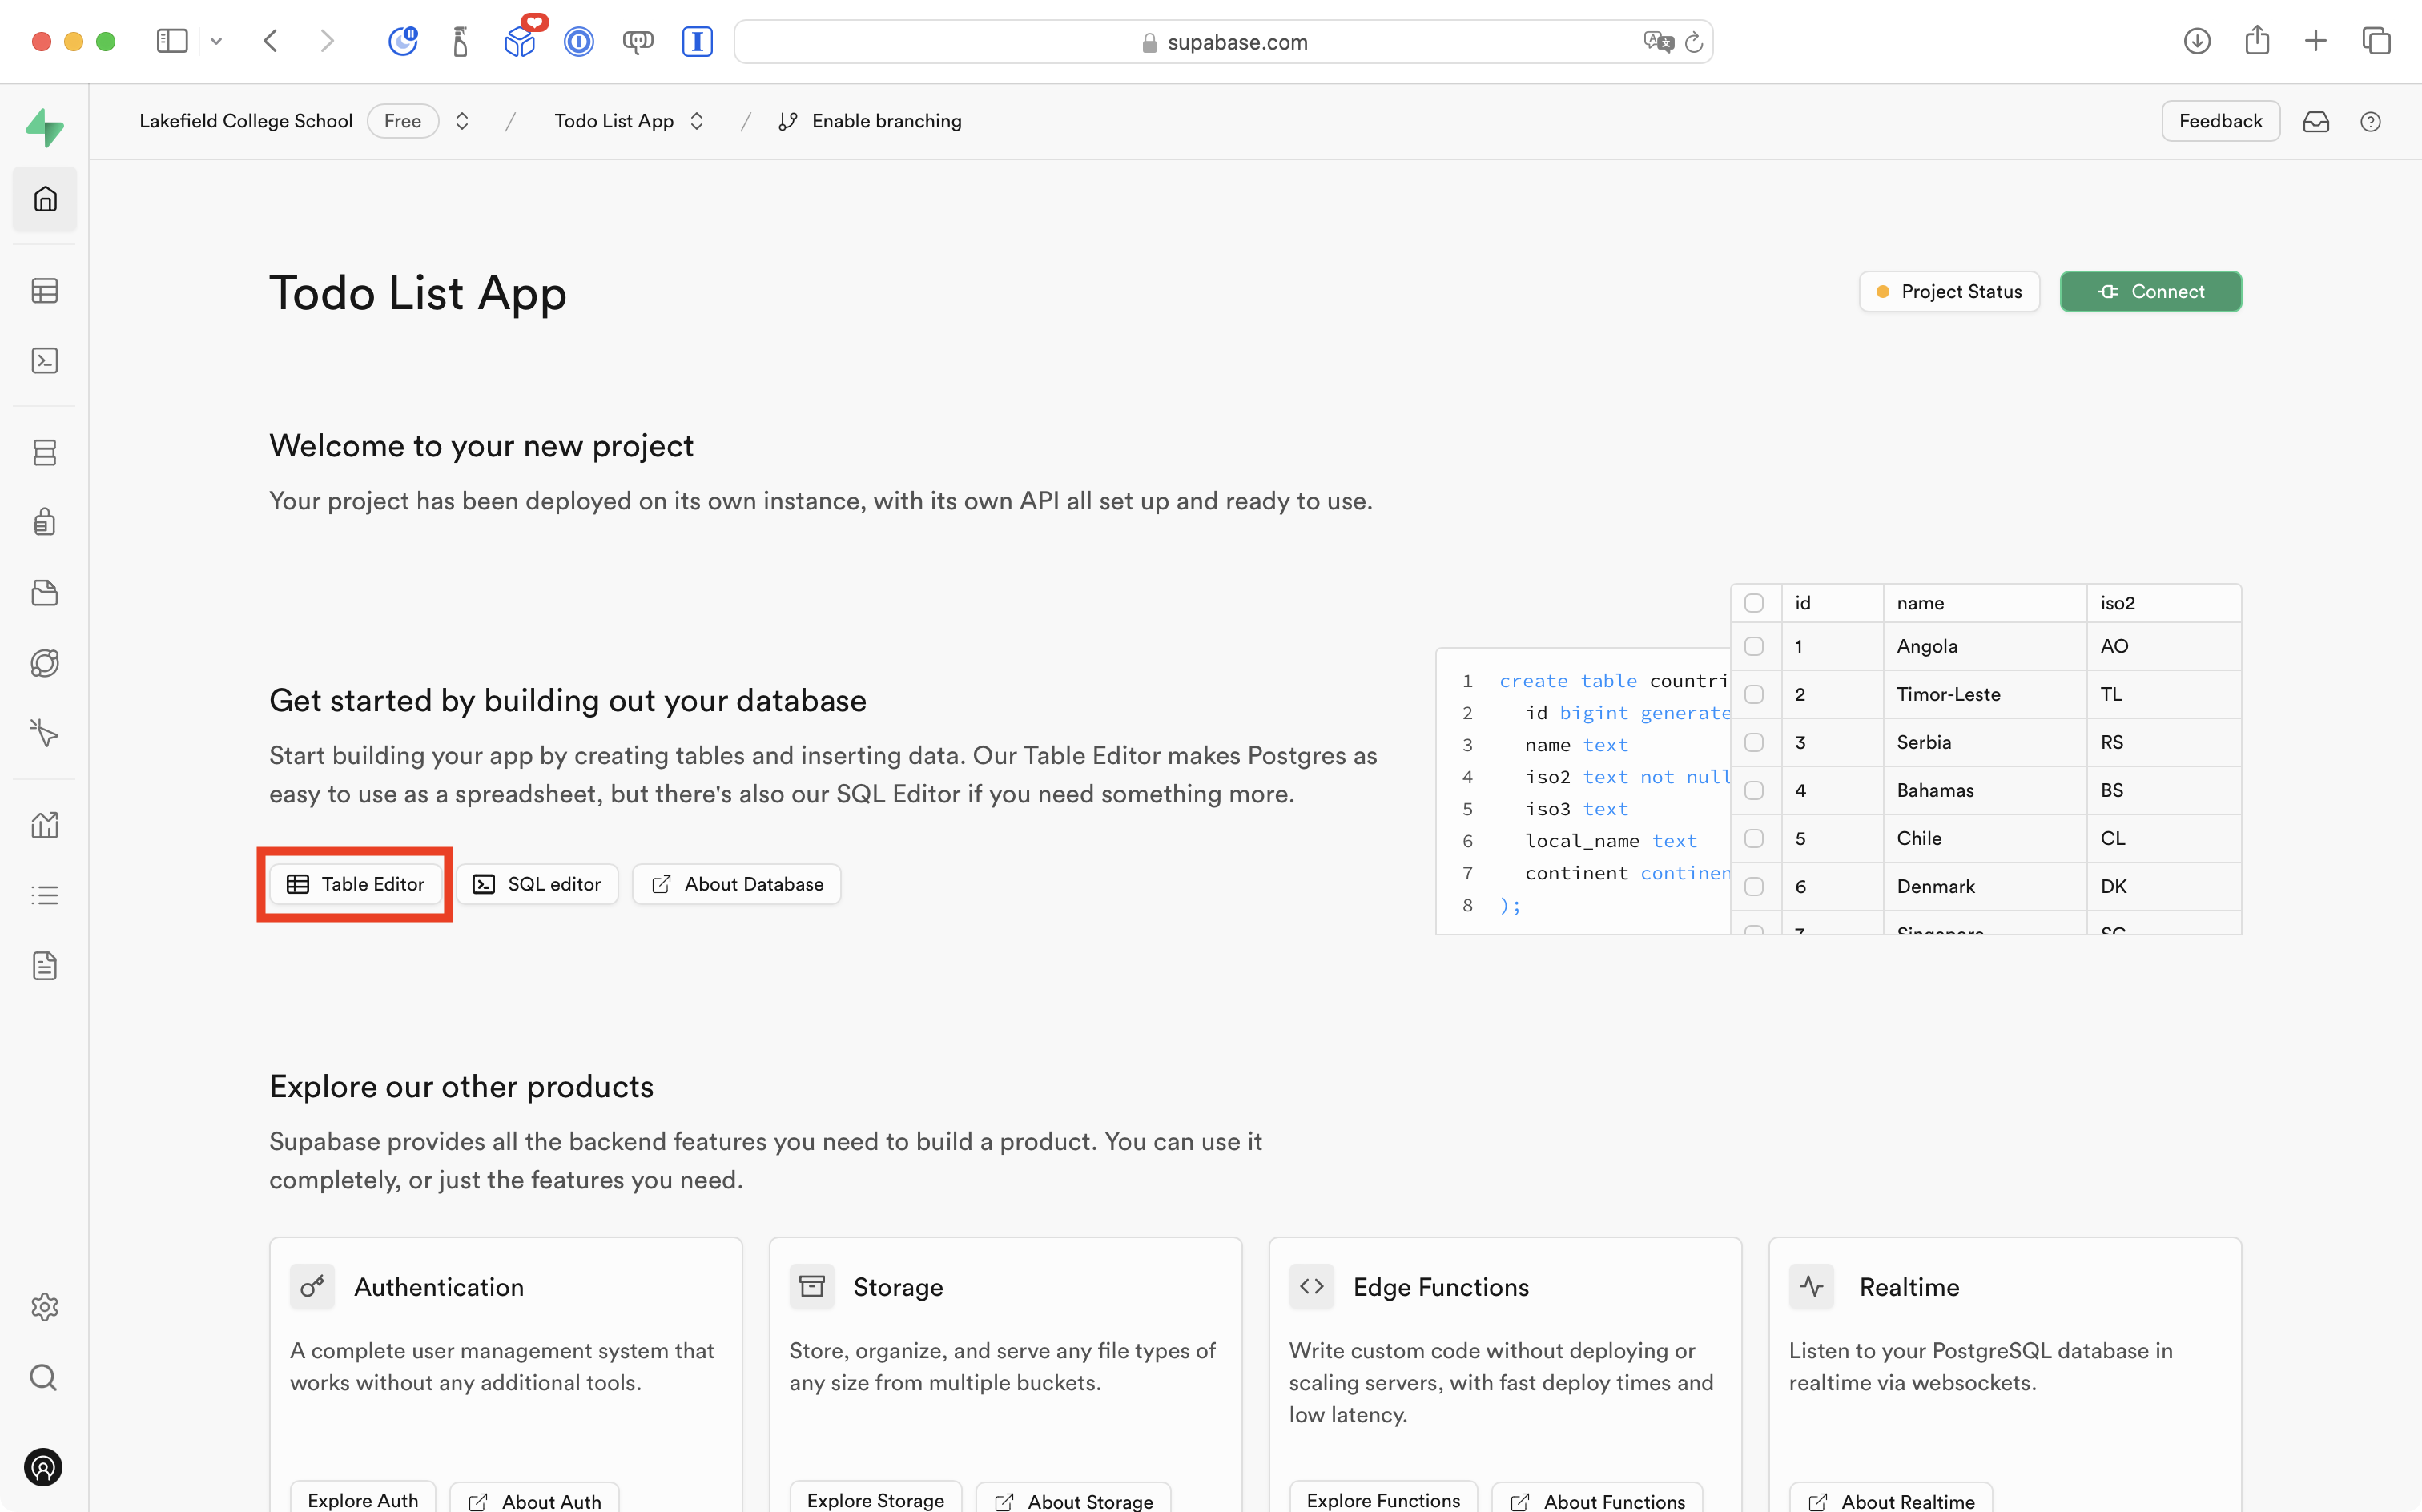 supabase.com
Lakefield College School Free / Todo List App / Enable branching Feedback
Todo List App
Project Status
Connect
Welcome to your new project
Your project has been deployed on its own instance, with its own API all set up and ready to use.
Get started by building out your database
Start building your app by creating tables and inserting data. Our Table Editor makes Postgres as
easy to use as a spreadsheet, but there's also our SQL Editor if you need something more.
Table Editor
SQL editor
About Database
1 create table countri
2 id bigint generate
3 name text
4 iso2 text not null
5 iso3 text
6 local_name text
7 continent continen
8 );
id name iso2
1 Angola AO
2 Timor-Leste TL
3 Serbia RS
4 Bahamas BS
5 Chile CL
6 Denmark DK
7 Singapore SG
Explore our other products
Supabase provides all the backend features you need to build a product. You can use it
completely, or just the features you need.
Authentication
A complete user management system that
works without any additional tools.
Explore Auth
About Auth
Storage
Store, organize, and serve any file types of
any size from multiple buckets.
Explore Storage
About Storage
Edge Functions
Write custom code without deploying or
scaling servers, with fast deploy times and
low latency.
Explore Functions
About Functions
Realtime
Listen to your PostgreSQL database in
realtime via websockets.
About Realtime